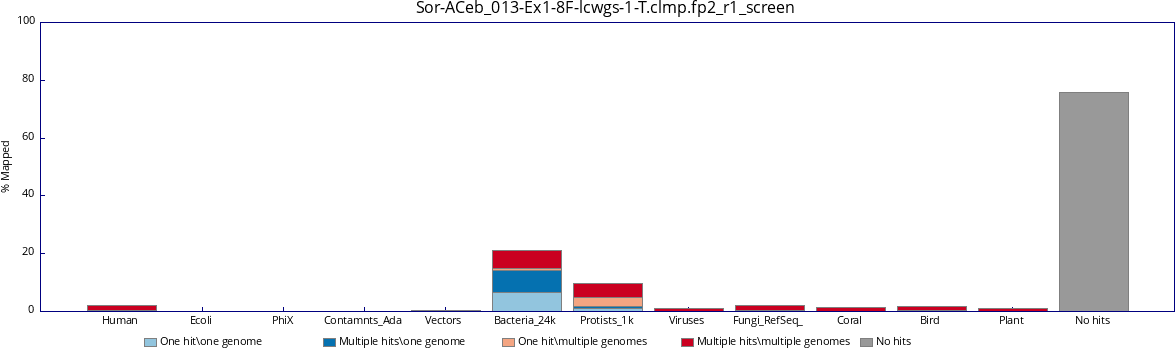 Sor-ACeb_013-Ex1-8F-lcwgs-1-T.clmp.fp2_r1_screen
100
80
60
40
20
0
% Mapped
Human Ecoli PhiX Contamnts_Ada Vectors Bacteria_24k Protists_1k Viruses Fungi_RefSeq_ Coral Bird Plant No hits
One hit\one genome Multiple hits\one genome One hit\multiple genomes Multiple hits\multiple genomes No hits